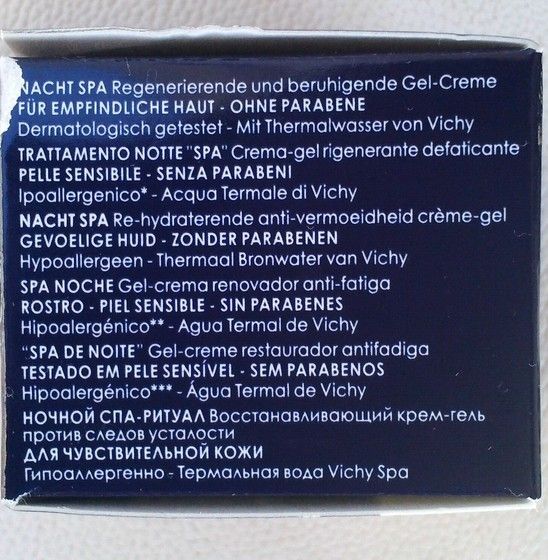 NACHT SPA Regenerierende und beruhigende Gel-Creme
FÜR EMPFINDLICHE HAUT - OHNE PARABENE
Dermatologisch getestet - Mit Thermalwasser von Vichy
TRATTAMENTO NOTTE "SPA" Crema-gel rigenerante defaticante
PELLE SENSIBILE - SENZA PARABENI
Ipoallergenico* - Acqua Termale di Vichy
NACHT SPA Re-hydraterende anti-vermoeidheid crème-gel
GEVOELIGE HUID - ZONDER PARABENEN
Hypoallergeen - Thermaal Bronwater van Vichy
SPA NOCHE Gel-crema renovador anti-fatiga
ROSTRO - PIEL SENSIBLE - SIN PARABENES
Hipoalergénico** - Agua Termal de Vichy
"SPA DE NOITE" Gel-creme restaurador antifadiga
TESTADO EM PELE SENSÍVEL - SEM PARABENOS
Hipoalergénico*** - Água Termal de Vichy
НОЧНОЙ СПА-РИТУАЛ Восстанавливающий крем-гель
против следов усталости
ДЛЯ ЧУВСТВИТЕЛЬНОЙ КОЖИ
Гипоаллергенно - Термальная вода Vichy Spa